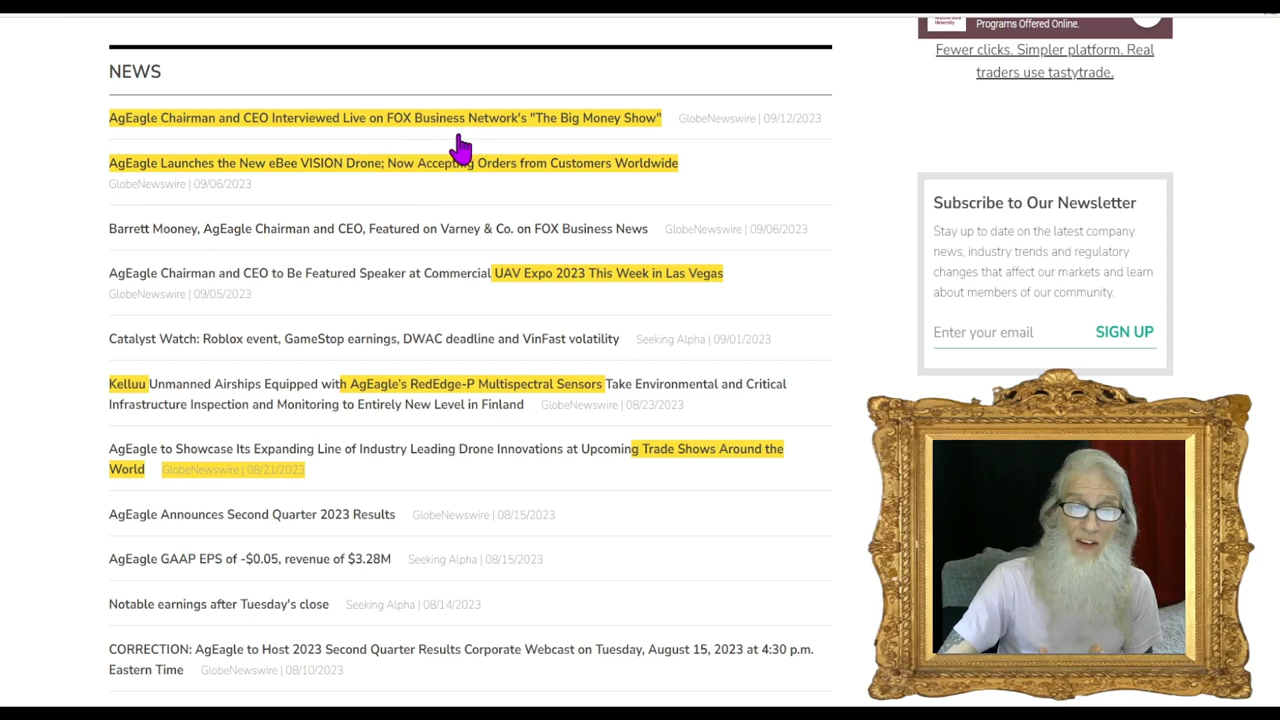 Programs Offered Online.
Fewer clicks. Simpler platform. Real
traders use tastytrade.
NEWS
AgEagle Chairman and CEO Interviewed Live on FOX Business Network's "The Big Money Show" GlobeNewswire | 09/12/2023
AgEagle Launches the New eBee VISION Drone; Now Accepting Orders from Customers Worldwide
GlobeNewswire | 09/06/2023
Barrett Mooney, AgEagle Chairman and CEO, Featured on Varney & Co. on FOX Business News GlobeNewswire | 09/06/2023
AgEagle Chairman and CEO to Be Featured Speaker at Commercial UAV Expo 2023 This Week in Las Vegas
GlobeNewswire | 09/05/2023
Catalyst Watch: Roblox event, GameStop earnings, DWAC deadline and VinFast volatility Seeking Alpha | 09/01/2023
Kelluu Unmanned Airships Equipped with AgEagle's RedEdge-P Multispectral Sensors Take Environmental and Critical
Infrastructure Inspection and Monitoring to Entirely New Level in Finland GlobeNewswire | 08/23/2023
AgEagle to Showcase Its Expanding Line of Industry Leading Drone Innovations at Upcoming Trade Shows Around the
World GlobeNewswire | 08/21/2023
AgEagle Announces Second Quarter 2023 Results GlobeNewswire | 08/15/2023
AgEagle GAAP EPS of -$0.05, revenue of $3.28M Seeking Alpha | 08/15/2023
Notable earnings after Tuesday's close Seeking Alpha | 08/14/2023
CORRECTION: AgEagle to Host 2023 Second Quarter Results Corporate Webcast on Tuesday, August 15, 2023 at 4:30 p.m.
Eastern Time GlobeNewswire | 08/10/2023
Subscribe to Our Newsletter
Stay up to date on the latest company
news, industry trends and regulatory
changes that affect our markets and learn
about members of our community.
Enter your email SIGN UP